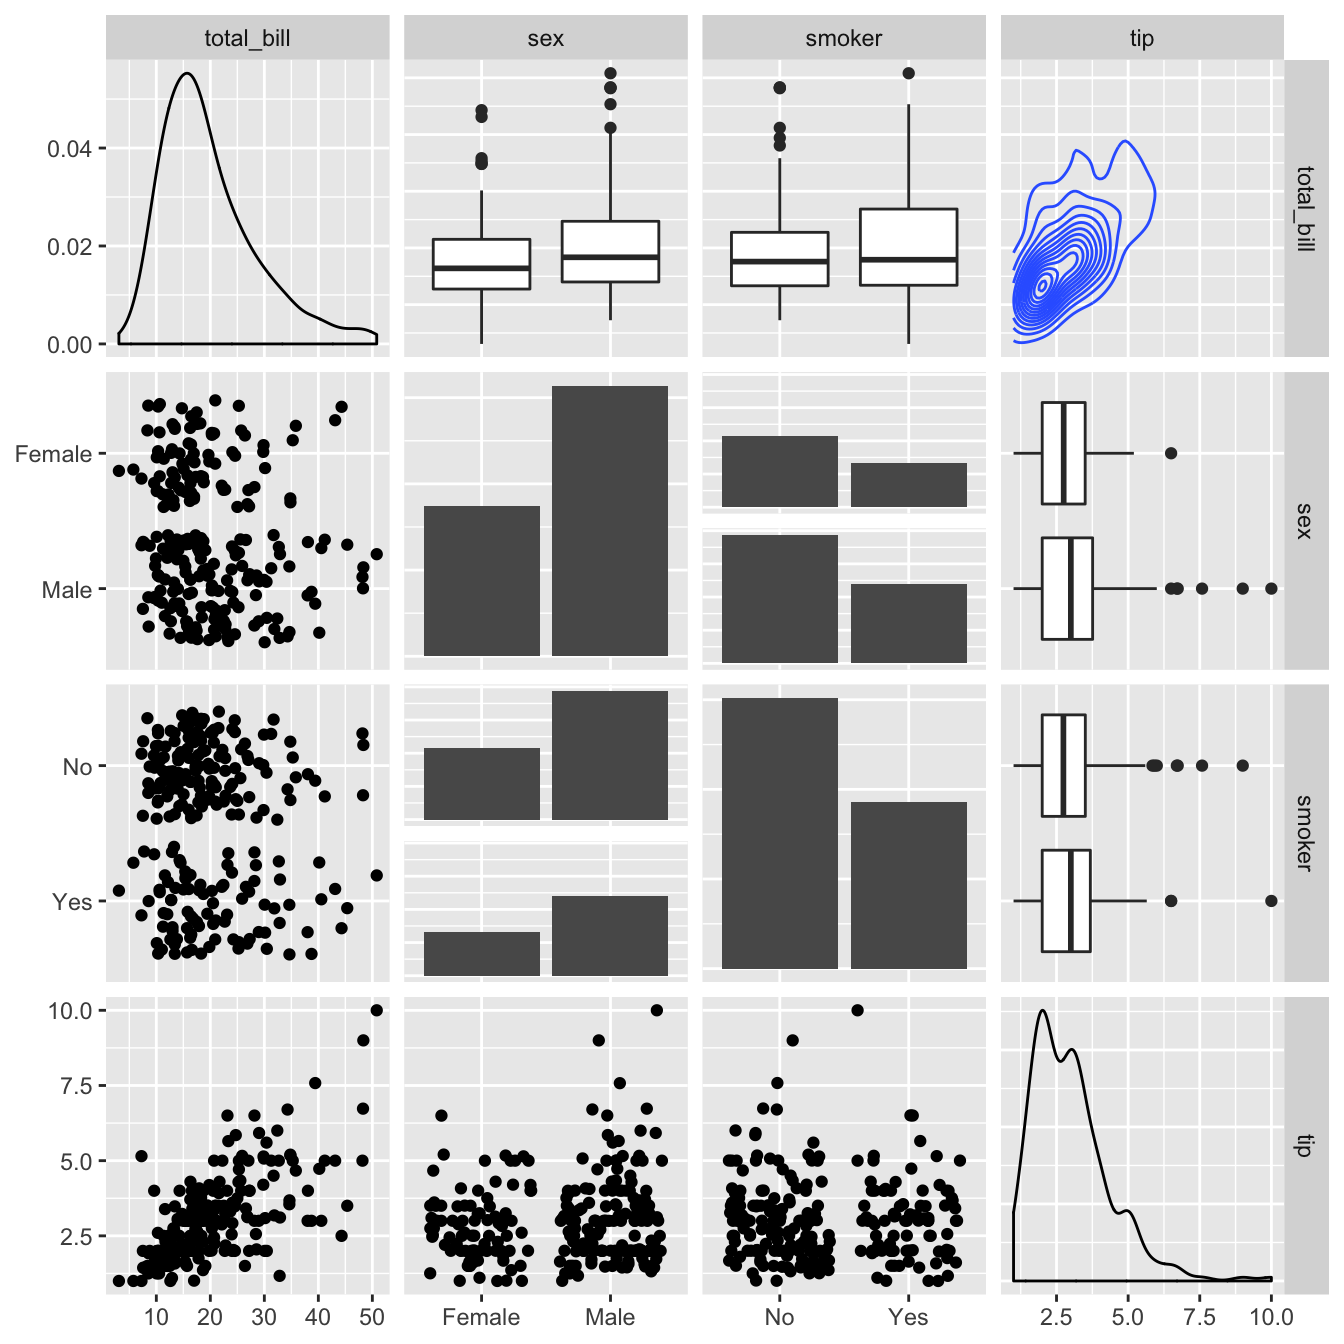 total_bill
sex
smoker
tip
0.04
0.02
0.00
total_bill
Female
Male
sex
No
Yes
smoker
10.0
7.5
5.0
2.5
tip
10 20 30 40 50
Female Male
No Yes
2.5 5.0 7.5 10.0